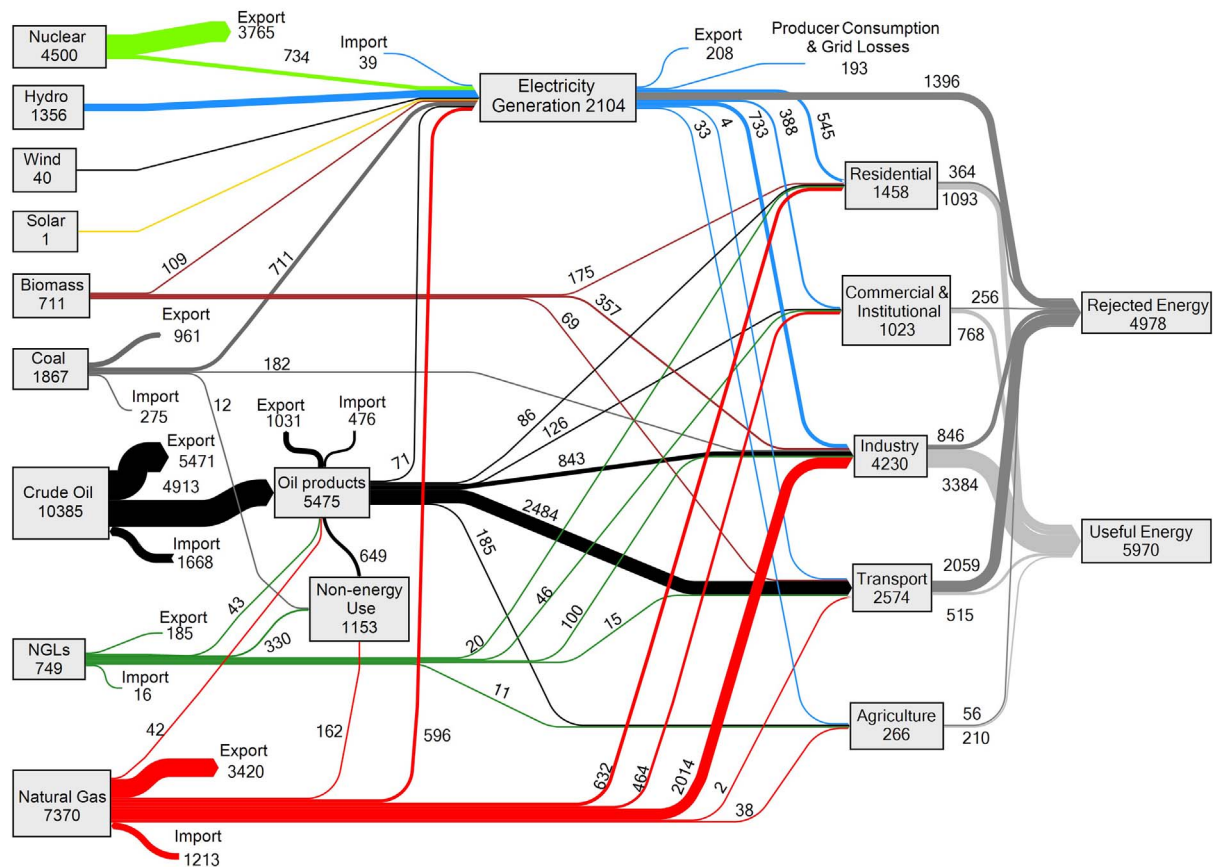 Nuclear
4500
Export
3765
734
Import
39
Electricity
Generation 2104
Export
208
Producer Consumption
& Grid Losses
193
1396
Hydro
1356
Wind
40
Solar
1
Biomass
711
109
711
33
4
733
388
545
Residential
1458
364
1093
175
357
69
Commercial &
Institutional
1023
256
768
Rejected Energy
4978
Coal
1867
Export
961
Import
275
12
182
Export
1031
Import
476
71
86
126
843
Crude Oil
10385
Export
5471
4913
Import
1668
Oil products
5475
2484
185
649
Industry
4230
846
3384
Useful Energy
5970
Non-energy
Use
1153
Transport
2574
2059
515
NGLs
749
Export
185
Import
16
43
330
20
46
100
15
11
Agriculture
266
56
210
Natural Gas
7370
42
Export
3420
Import
1213
162
596
632
464
2014
2
38